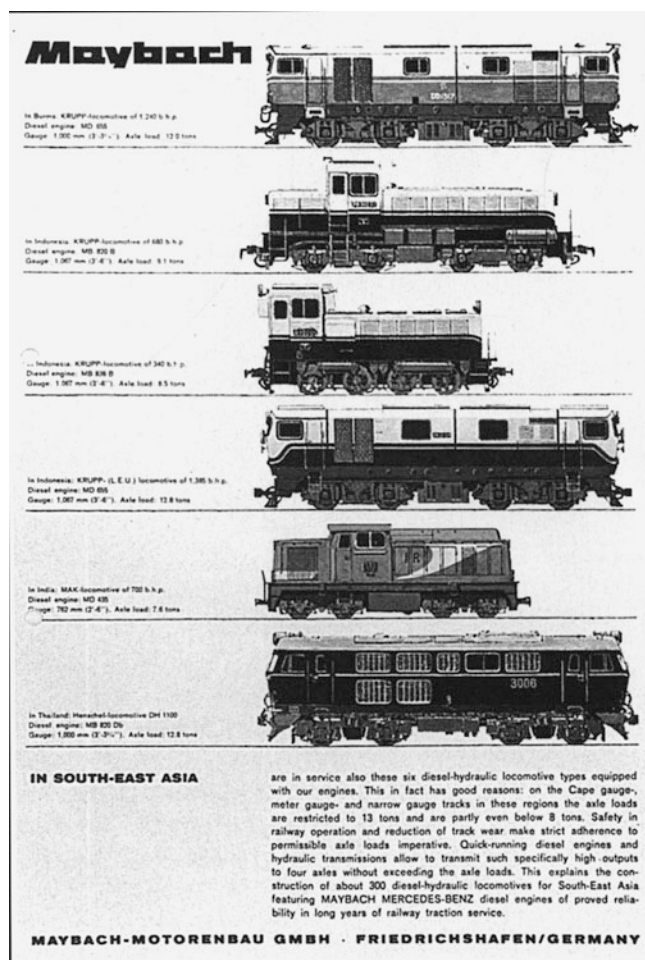 Maybach
In Burma: KRUPP-locomotive of 1,240 b.h.p.
Diesel engine: MD 655
Gauge: 1,000 mm (3'-3⅜''). Axle load: 12.0 tons
In Indonesia: KRUPP-locomotive of 680 b.h.p.
Diesel engine: MB 820 B
Gauge: 1,067 mm (3'-6''). Axle load: 9.1 tons
Indonesia: KRUPP-locomotive of 340 b.h.p.
Diesel engine: MB 836 B
Gauge: 1,067 mm (3'-6''). Axle load: 8.5 tons
In Indonesia: KRUPP- (L.E.U.) locomotive of 1,385 b.h.p.
Diesel engine: MD 655
Gauge: 1,067 mm (3'-6''). Axle load: 12.8 tons
IR
In India: MAK-locomotive of 700 b.h.p.
Diesel engine: MD 435
Gauge: 762 mm (2'-6''). Axle load: 7.6 tons
3006
In Thailand: Henschel-locomotive DH 1100
Diesel engine: MB 820 Db
Gauge: 1,000 mm (3'-3⅜''). Axle load: 12.8 tons
IN SOUTH-EAST ASIA
are in service also these six diesel-hydraulic locomotive types equipped
with our engines. This in fact has good reasons: on the Cape gauge-,
meter gauge- and narrow gauge tracks in these regions the axle loads
are restricted to 13 tons and are partly even below 8 tons. Safety in
railway operation and reduction of track wear make strict adherence to
permissible axle loads imperative. Quick-running diesel engines and
hydraulic transmissions allow to transmit such specifically high outputs
to four axles without exceeding the axle loads. This explains the con-
struction of about 300 diesel-hydraulic locomotives for South-East Asia
featuring MAYBACH MERCEDES-BENZ diesel engines of proved relia-
bility in long years of railway traction service.
MAYBACH-MOTORENBAU GMBH · FRIEDRICHSHAFEN/GERMANY